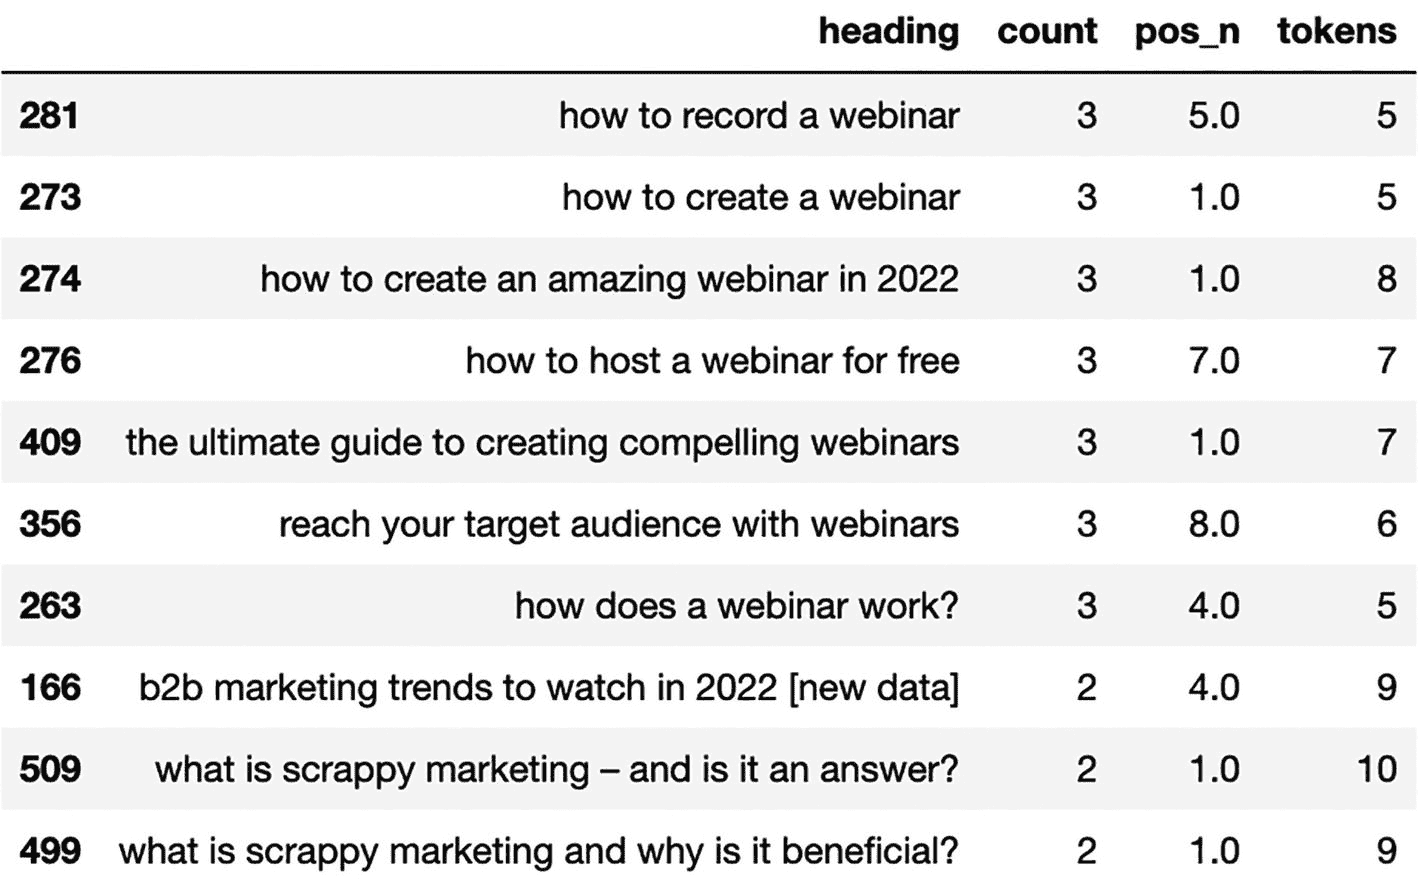 heading count pos_n tokens
281 how to record a webinar 3 5.0 5
273 how to create a webinar 3 1.0 5
274 how to create an amazing webinar in 2022 3 1.0 8
276 how to host a webinar for free 3 7.0 7
409 the ultimate guide to creating compelling webinars 3 1.0 7
356 reach your target audience with webinars 3 8.0 6
263 how does a webinar work? 3 4.0 5
166 b2b marketing trends to watch in 2022 [new data] 2 4.0 9
509 what is scrappy marketing – and is it an answer? 2 1.0 10
499 what is scrappy marketing and why is it beneficial? 2 1.0 9